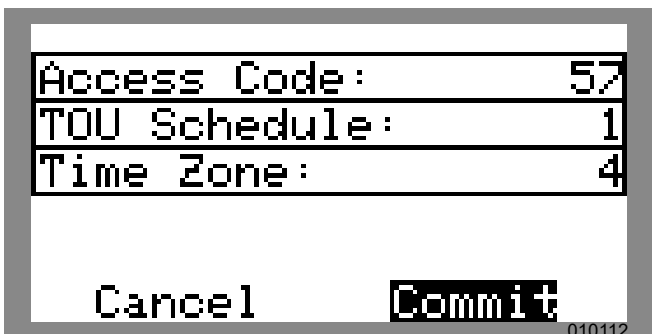 Access Code: 57
TOU Schedule: 1
Time Zone: 4
Cancel Commit
010112